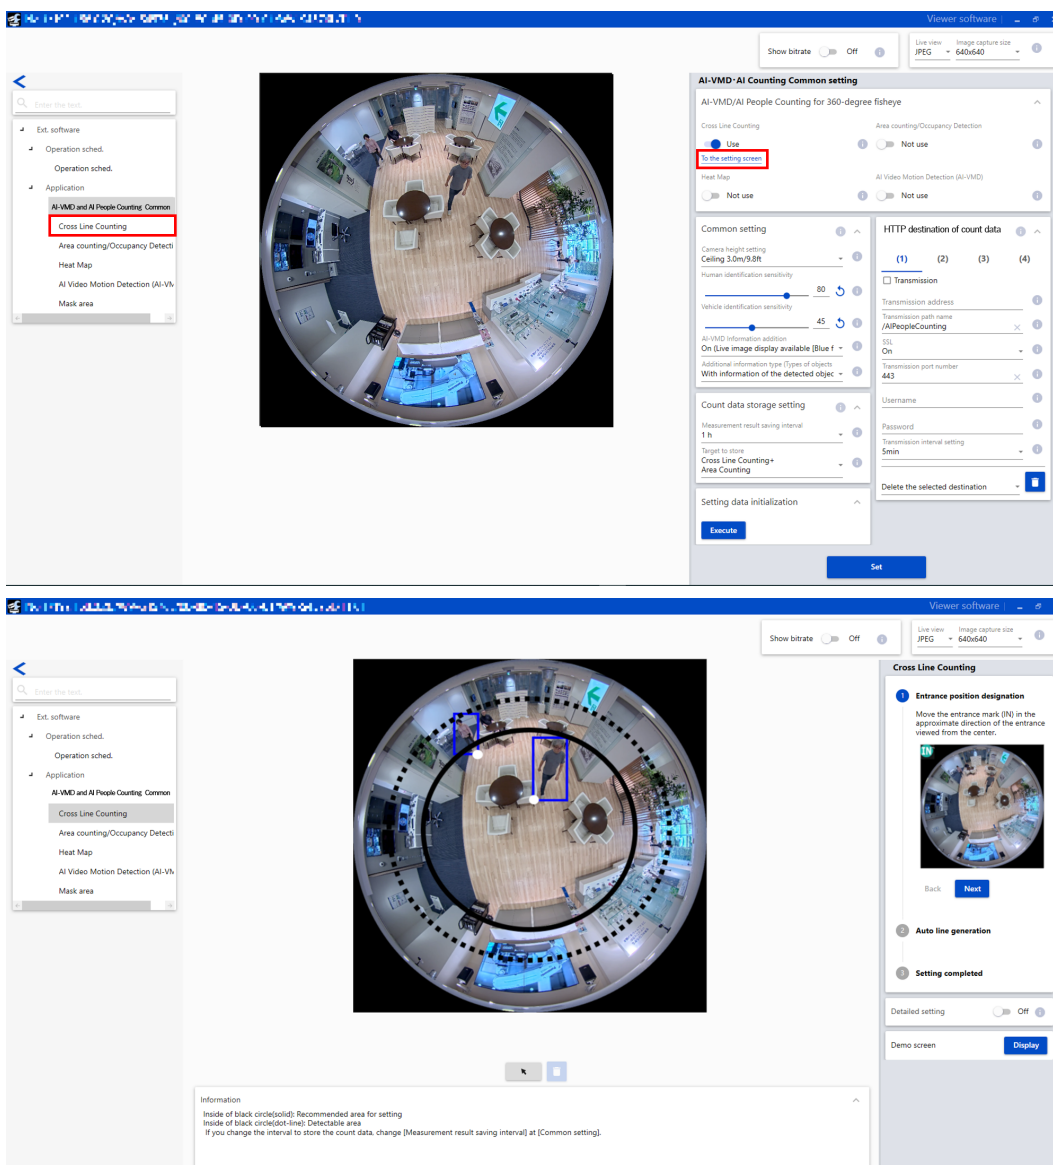 Viewer software
Show bitrate Off
Live view Image capture size
JPEG 640x640
AI-VMD・AI Counting Common setting
Enter the text.
Ext. software
Operation sched.
Operation sched.
Application
AI-VMD and AI People Counting Common
Cross Line Counting
Area counting/Occupancy Detecti
Heat Map
AI Video Motion Detection (AI-VM
Mask area
AI-VMD/AI People Counting for 360-degree fisheye
Cross Line Counting
Use
To the setting screen
Area counting/Occupancy Detection
Not use
Heat Map
Not use
AI Video Motion Detection (AI-VMD)
Not use
Common setting
Camera height setting
Ceiling 3.0m/9.8ft
Human identification sensitivity
80
Vehicle identification sensitivity
45
AI-VMD Information addition
On (Live image display available [Blue f
Additional information type (Types of objects
With information of the detected objec
Count data storage setting
Measurement result saving interval
1 h
Target to store
Cross Line Counting+
Area Counting
Setting data initialization
Execute
HTTP destination of count data
(1) (2) (3) (4)
Transmission
Transmission address
Transmission path name
/AIPeopleCounting
SSL
On
Transmission port number
443
Username
Password
Transmission interval setting
5min
Delete the selected destination
Set
Viewer software
Show bitrate Off
Live view Image capture size
JPEG 640x640
Enter the text.
Ext. software
Operation sched.
Operation sched.
Application
AI-VMD and AI People Counting Common
Cross Line Counting
Area counting/Occupancy Detecti
Heat Map
AI Video Motion Detection (AI-VM
Mask area
Cross Line Counting
1 Entrance position designation
Move the entrance mark (IN) in the
approximate direction of the entrance
viewed from the center.
IN
Back Next
2 Auto line generation
3 Setting completed
Detailed setting Off
Demo screen Display
Information
Inside of black circle(solid): Recommended area for setting
Inside of black circle(dot-line): Detectable area
If you change the interval to store the count data, change [Measurement result saving interval] at [Common setting].